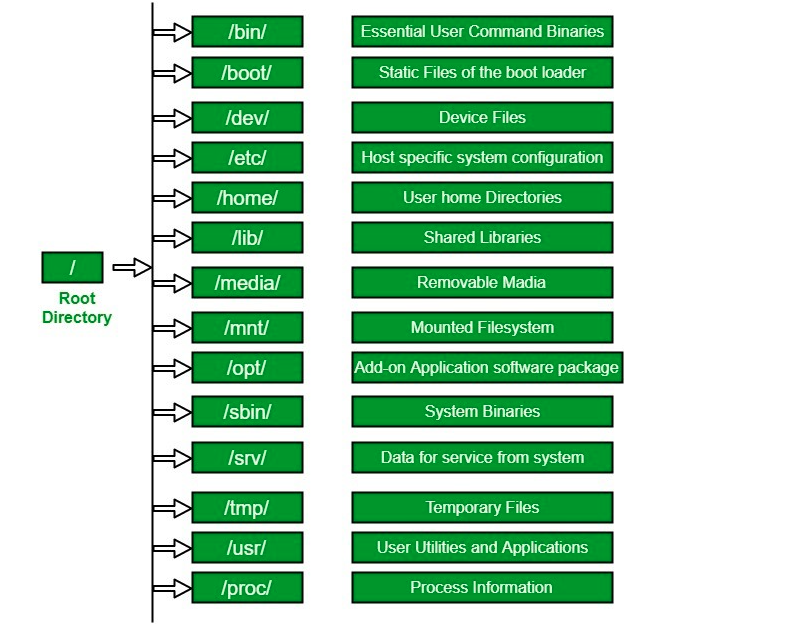 /bin/ Essential User Command Binaries
/boot/ Static Files of the boot loader
/dev/ Device Files
/etc/ Host specific system configuration
/home/ User home Directories
/lib/ Shared Libraries
/
Root
Directory
/media/ Removable Madia
/mnt/ Mounted Filesystem
/opt/ Add-on Application software package
/sbin/ System Binaries
/srv/ Data for service from system
/tmp/ Temporary Files
/usr/ User Utilities and Applications
/proc/ Process Information